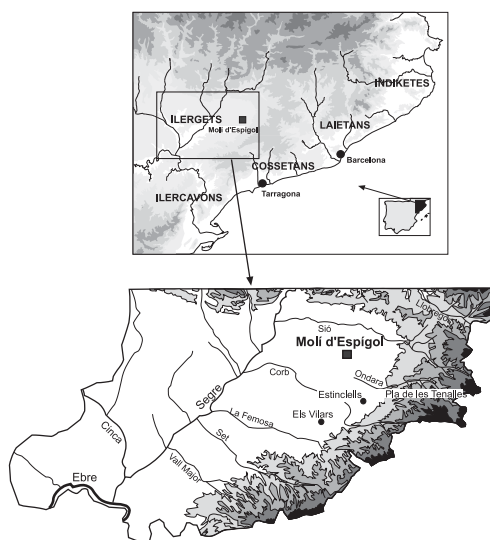 INDIKETES
ILERGETS
Molí d'Espígol
LAIETANS
Barcelona
COSSETANS
Tarragona
ILERCAVONS
Llobregat
Sió
Molí d'Espígol
Corb
Ondara
Segre
Estinclells
Pla de les Tenalles
La Femosa
Els Vilars
Cinca
Set
Vall Major
Ebre